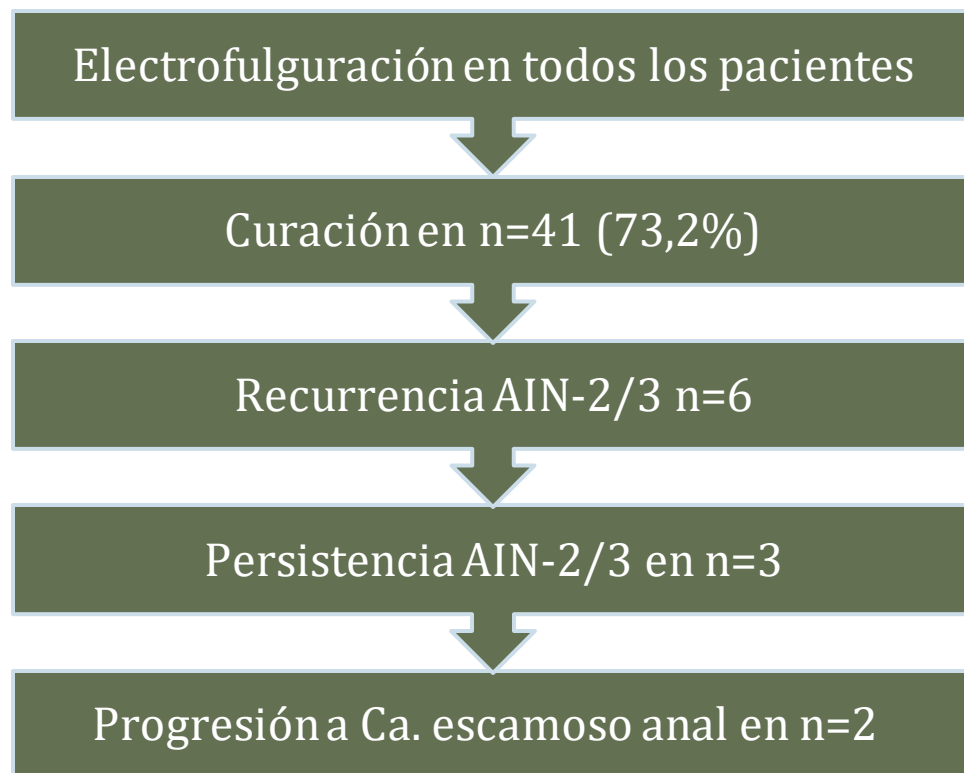 Electrofulguración en todos los pacientes
Curación en n=41 (73,2%)
Recurrencia AIN-2/3 n=6
Persistencia AIN-2/3 en n=3
Progresión a Ca. escamoso anal en n=2